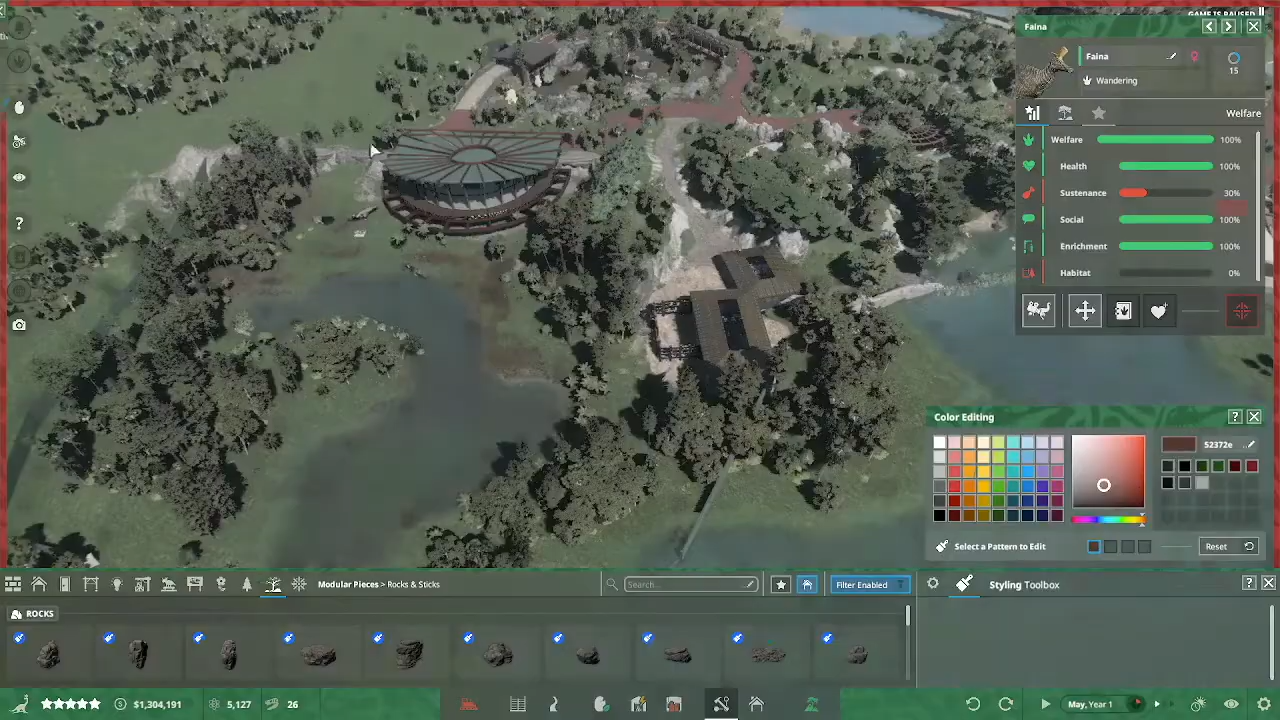 GAME IS PAUSED
Faina
Faina
Wandering
15
Welfare
Welfare 100%
Health 100%
Sustenance 30%
Social 100%
Enrichment 100%
Habitat 0%
Color Editing
?
52372e
Select a Pattern to Edit
Reset
Modular Pieces > Rocks & Sticks
Search...
Filter Enabled
Styling Toolbox
?
ROCKS
$1,304,191
5,127
26
May, Year 1